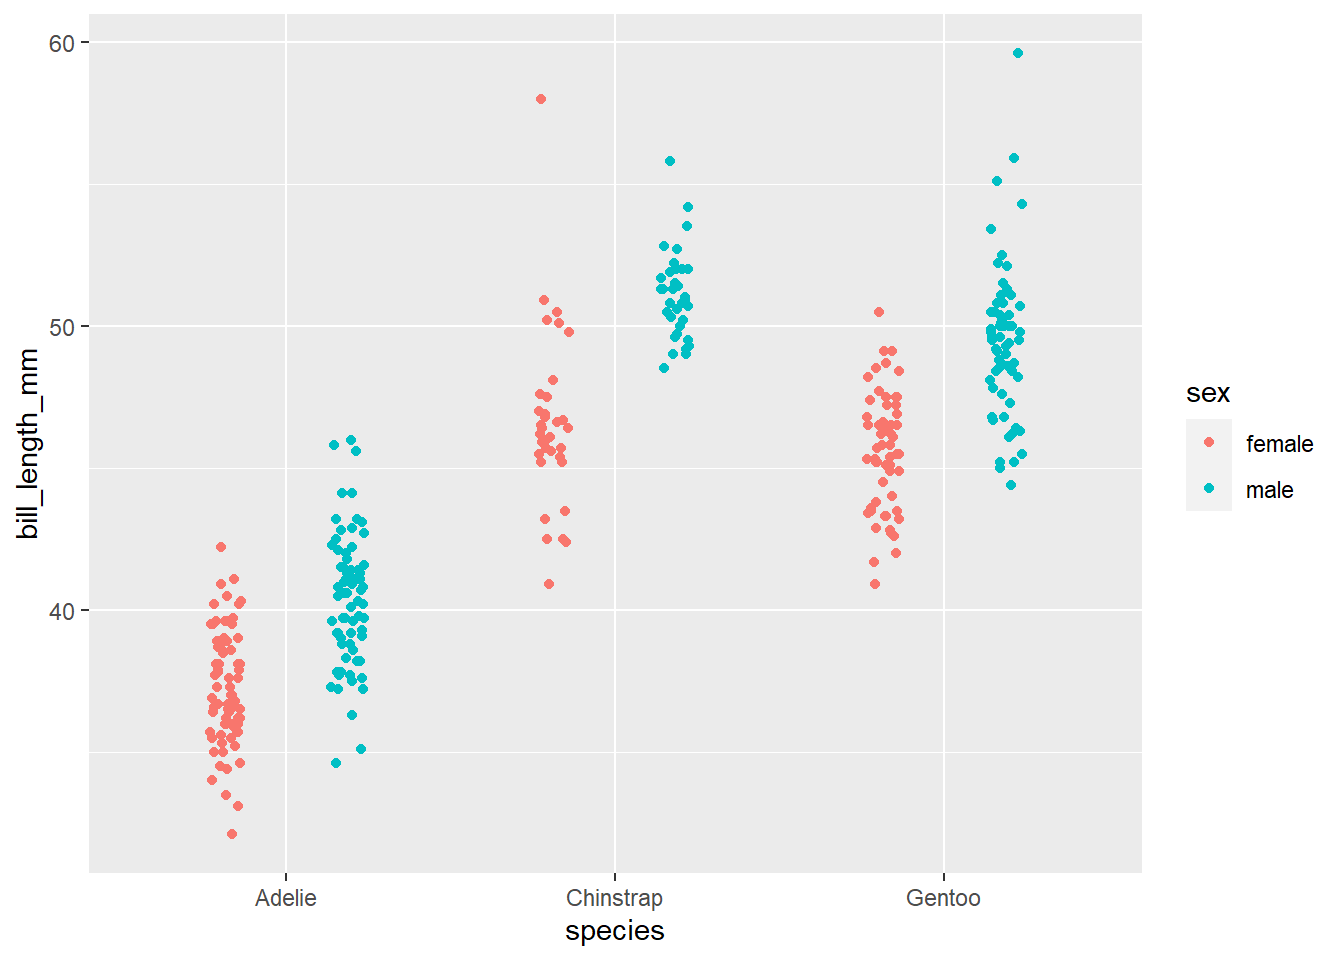 60
50
40
bill_length_mm
Adelie
Chinstrap
Gentoo
species
sex
female
male